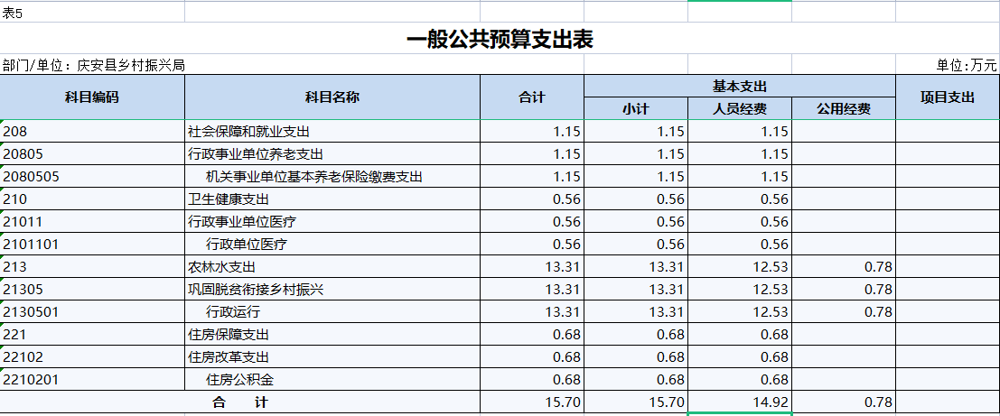 表5
一般公共预算支出表
部门/单位：庆安县乡村振兴局 单位:万元
科目编码 科目名称 合计 基本支出 项目支出
小计 人员经费 公用经费
208 社会保障和就业支出 1.15 1.15 1.15
20805 行政事业单位养老支出 1.15 1.15 1.15
2080505 机关事业单位基本养老保险缴费支出 1.15 1.15 1.15
210 卫生健康支出 0.56 0.56 0.56
21011 行政事业单位医疗 0.56 0.56 0.56
2101101 行政单位医疗 0.56 0.56 0.56
213 农林水支出 13.31 13.31 12.53 0.78
21305 巩固脱贫衔接乡村振兴 13.31 13.31 12.53 0.78
2130501 行政运行 13.31 13.31 12.53 0.78
221 住房保障支出 0.68 0.68 0.68
22102 住房改革支出 0.68 0.68 0.68
2210201 住房公积金 0.68 0.68 0.68
合 计 15.70 15.70 14.92 0.78